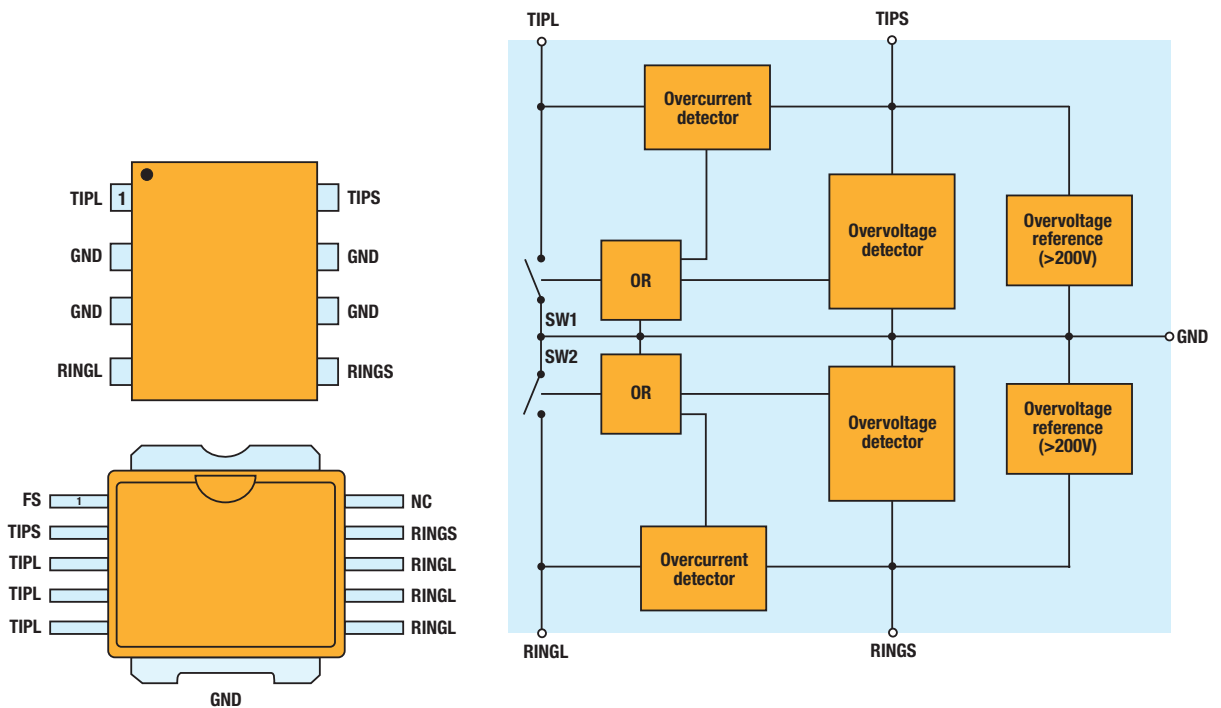 TIPL 1 TIPS
GND GND
GND GND
RINGL RINGS
FS 1 NC
TIPS RINGS
TIPL RINGL
TIPL RINGL
TIPL RINGL
GND
TIPL TIPS
Overcurrent
detector
Overvoltage
detector
Overvoltage
reference
(>200V)
OR
SW1
GND
SW2
OR
Overvoltage
detector
Overvoltage
reference
(>200V)
Overcurrent
detector
RINGL RINGS